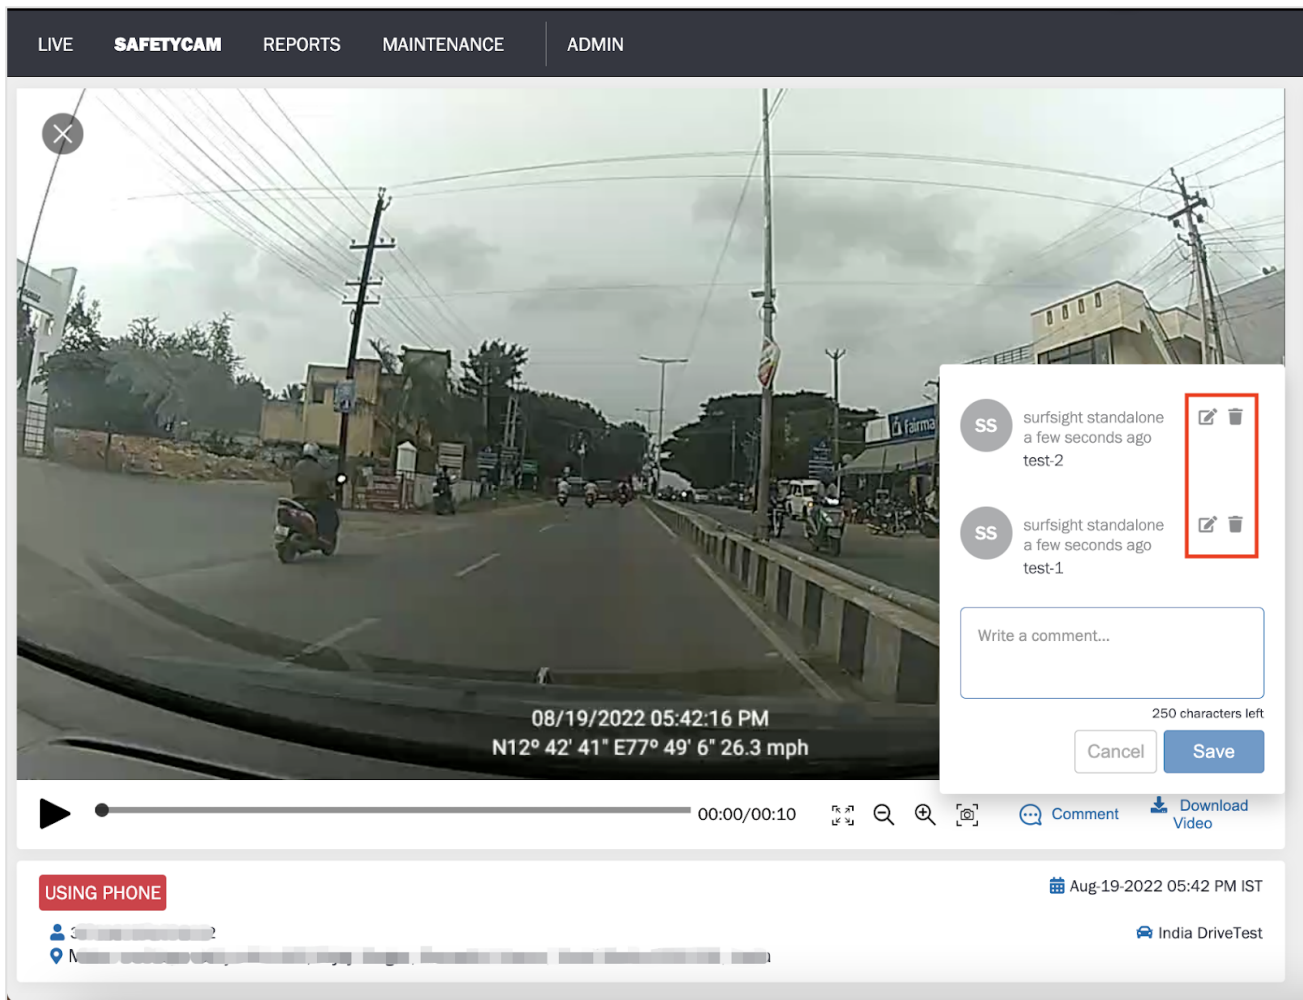 LIVE SAFETYCAM REPORTS MAINTENANCE ADMIN
fairma
08/19/2022 05:42:16 PM
N12º 42' 41" E77º 49' 6" 26.3 mph
SS surfsight standalone
a few seconds ago
test-2
SS surfsight standalone
a few seconds ago
test-1
Write a comment...
250 characters left
Cancel Save
00:00/00:10 Comment Download
Video
USING PHONE Aug-19-2022 05:42 PM IST
India DriveTest